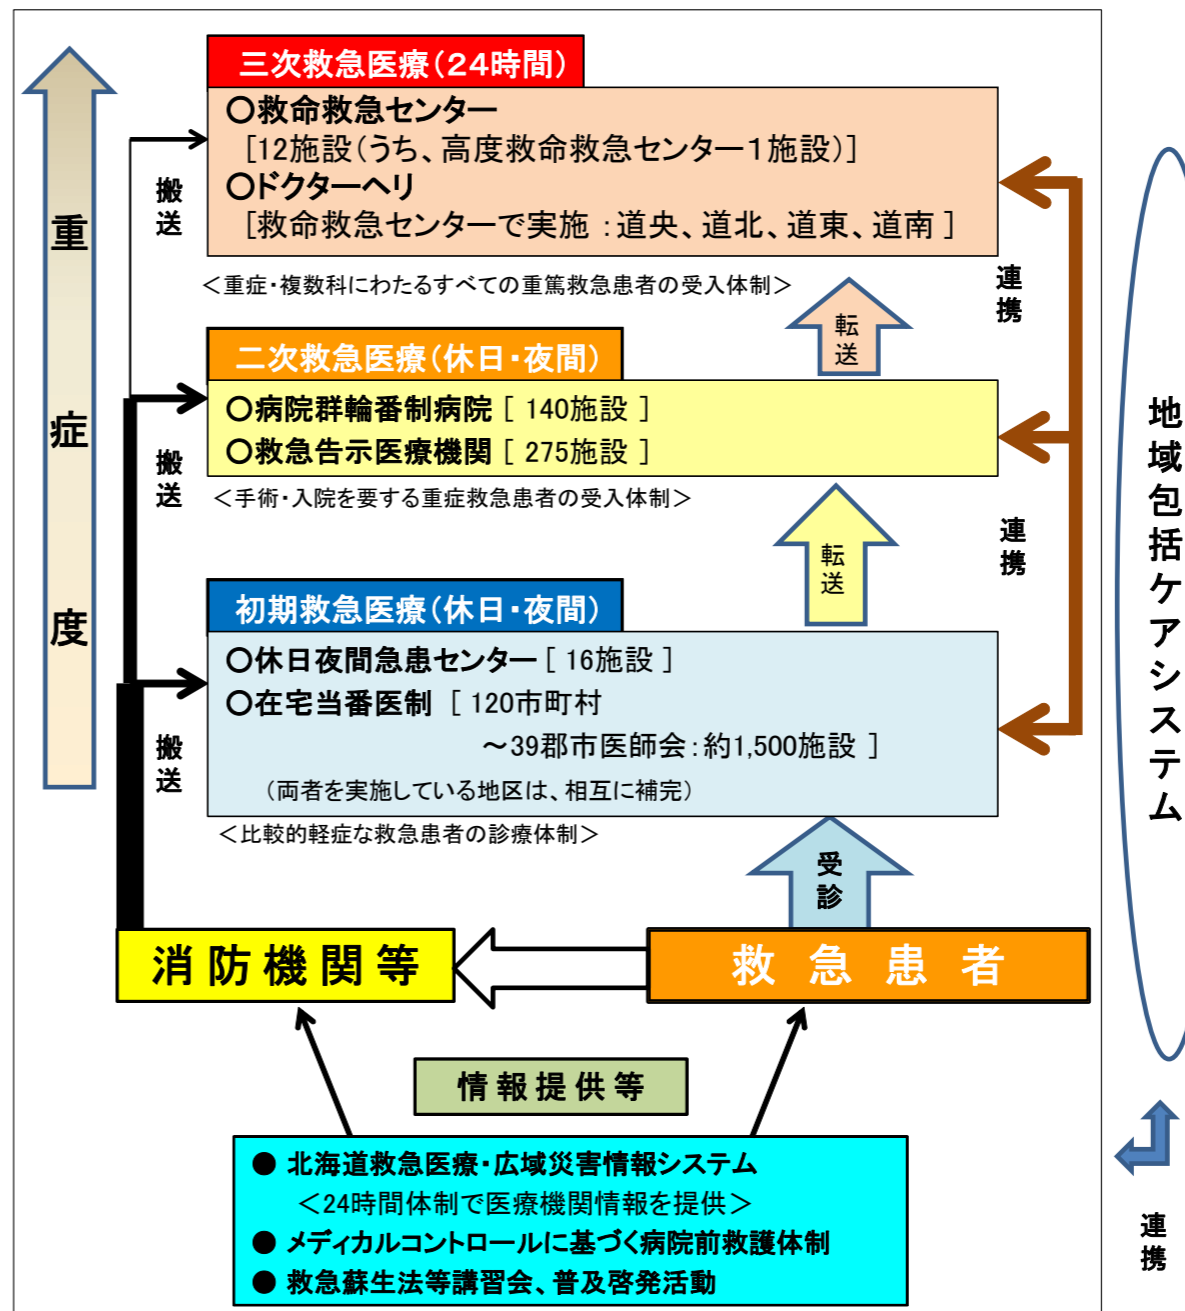 三次救急医療(24時間)
○救命救急センター
[12施設(うち、高度救命救急センター1施設)]
○ドクターヘリ
[救命救急センターで実施：道央、道北、道東、道南 ]
＜重症・複数科にわたるすべての重篤救急患者の受入体制＞
搬送
転送
連携
重症度
二次救急医療(休日・夜間)
○病院群輪番制病院 [ 140施設 ]
○救急告示医療機関 [ 275施設 ]
＜手術・入院を要する重症救急患者の受入体制＞
搬送
転送
連携
初期救急医療(休日・夜間)
○休日夜間急患センター [ 16施設 ]
○在宅当番医制 [ 120市町村
～39郡市医師会：約1,500施設 ]
(両者を実施している地区は、相互に補完)
＜比較的軽症な救急患者の診療体制＞
搬送
受診
地域包括ケアシステム
消防機関等
救急患者
情報提供等
● 北海道救急医療・広域災害情報システム
＜24時間体制で医療機関情報を提供＞
● メディカルコントロールに基づく病院前救護体制
● 救急蘇生法等講習会、普及啓発活動
連携